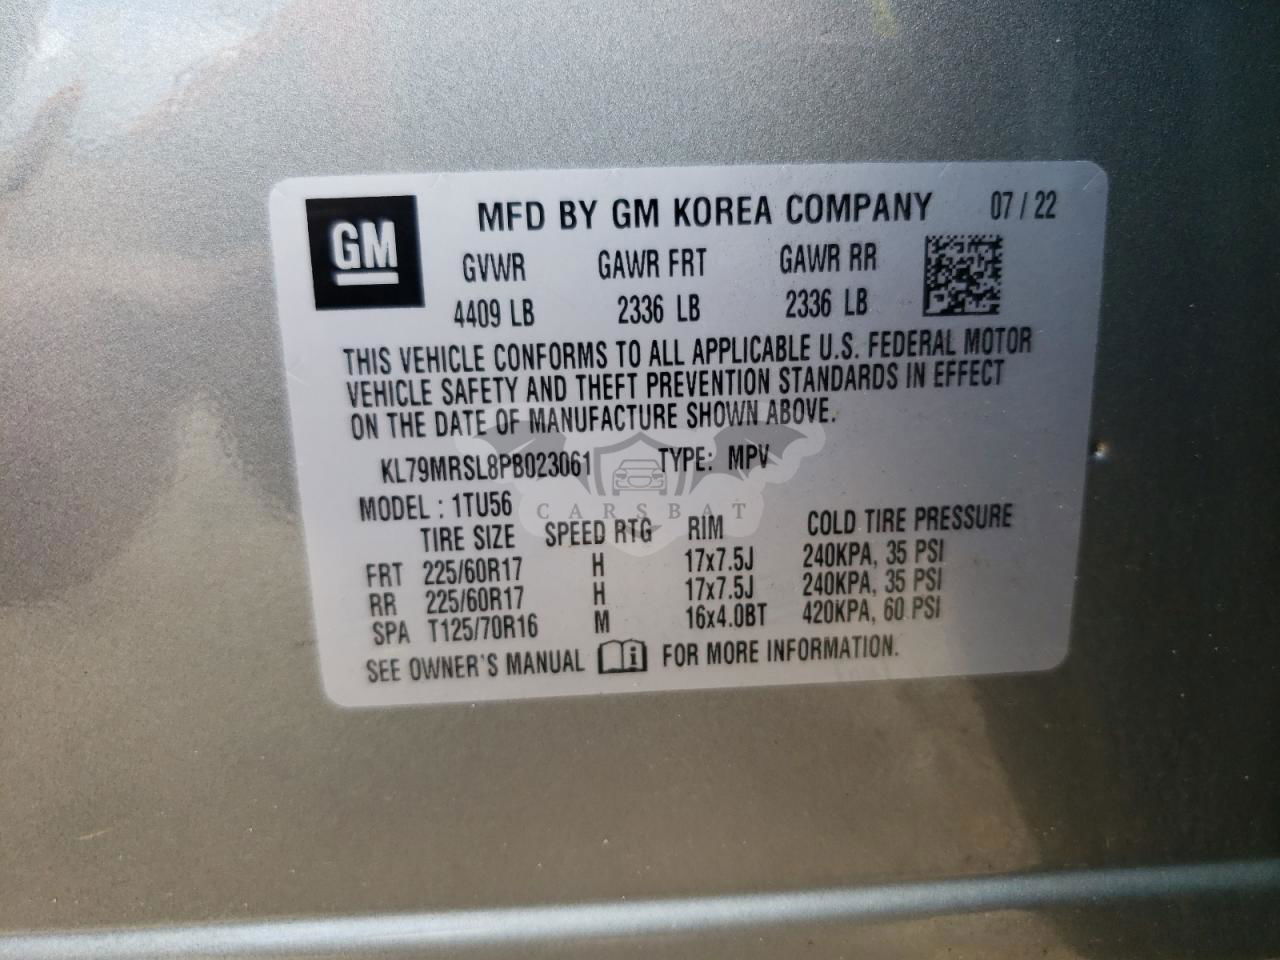 GM
MFD BY GM KOREA COMPANY 07 / 22
GVWR GAWR FRT GAWR RR
4409 LB 2336 LB 2336 LB
THIS VEHICLE CONFORMS TO ALL APPLICABLE U.S. FEDERAL MOTOR
VEHICLE SAFETY AND THEFT PREVENTION STANDARDS IN EFFECT
ON THE DATE OF MANUFACTURE SHOWN ABOVE.
KL79MRSL8PB023061 TYPE: MPV
MODEL : 1TU56
CARSBAT
TIRE SIZE SPEED RTG RIM COLD TIRE PRESSURE
FRT 225/60R17 H 17x7.5J 240KPA, 35 PSI
RR 225/60R17 H 17x7.5J 240KPA, 35 PSI
SPA T125/70R16 M 16x4.0BT 420KPA, 60 PSI
SEE OWNER'S MANUAL i FOR MORE INFORMATION.